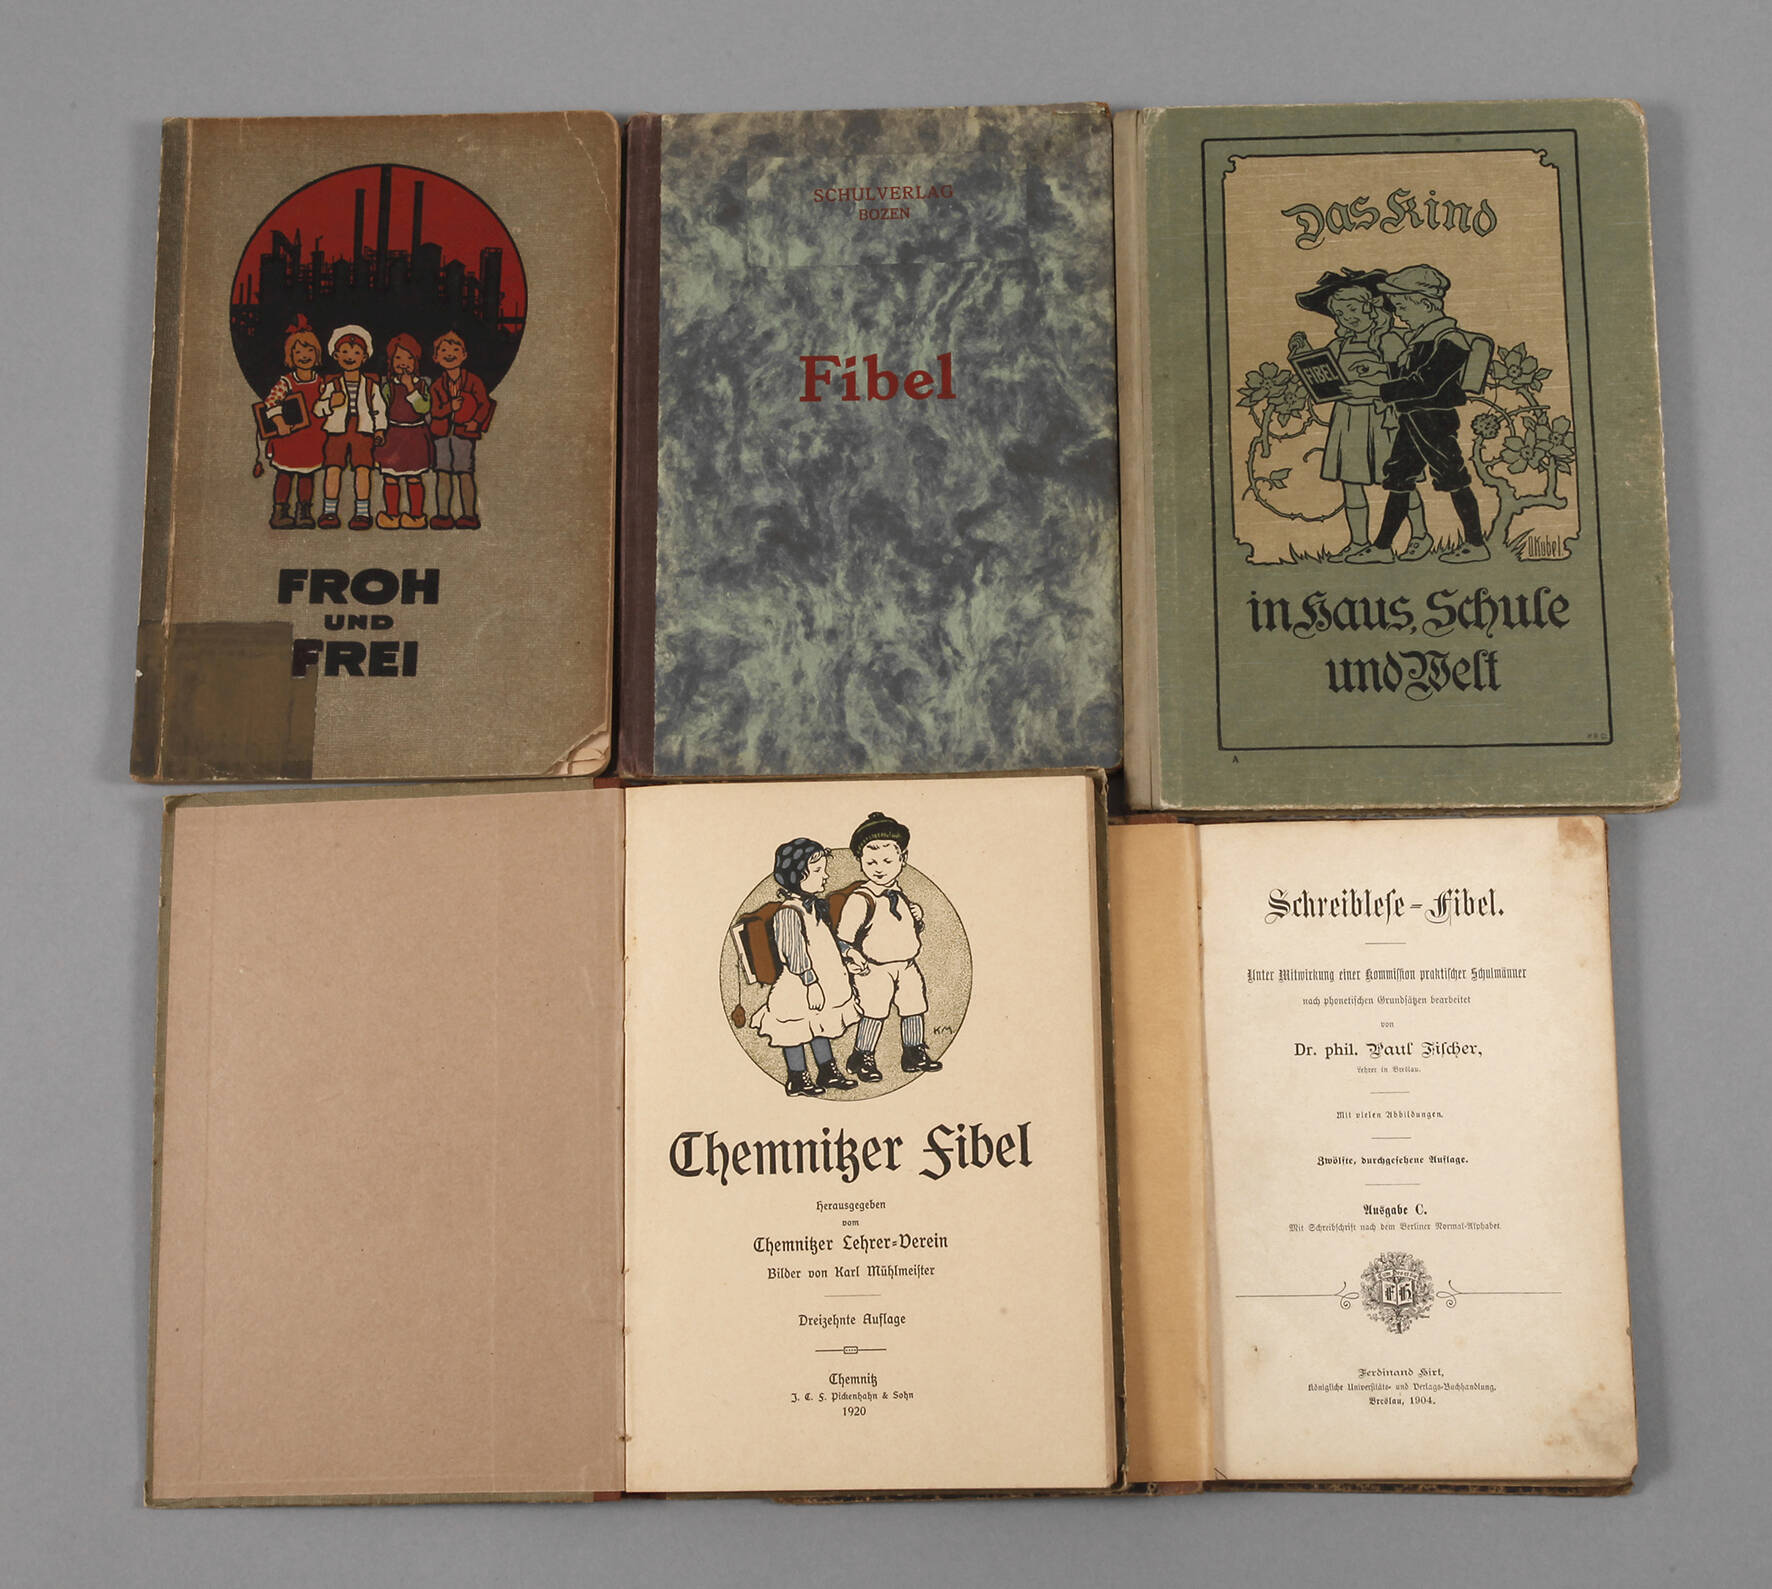 FROH
UND
FREI
SCHULVERLAG
BOZEN
Fibel
Das Kind
FIBEL
O.Kubel
in Haus, Schule
und Welt
A
KM
Chemnitzer Fibel
Herausgegeben
vom
Chemnitzer Lehrer-Verein
Bilder von Karl Mühlmeister
Dreizehnte Auflage
Chemnitz
J. C. F. Pickenhahn & Sohn
1920
Schreiblese-Fibel.
Unter Mitwirkung einer Kommission praktischer Schulmänner
nach phonetischen Grundsätzen bearbeitet
von
Dr. phil. Paul Fischer,
Lehrer in Breslau.
Mit vielen Abbildungen.
Zwölfte, durchgesehene Auflage.
Ausgabe C.
Mit Schreibschrift nach dem Berliner Normal-Alphabet.
F H
Ferdinand Hirt,
Königliche Universitäts- und Verlags-Buchhandlung.
Breslau, 1904.